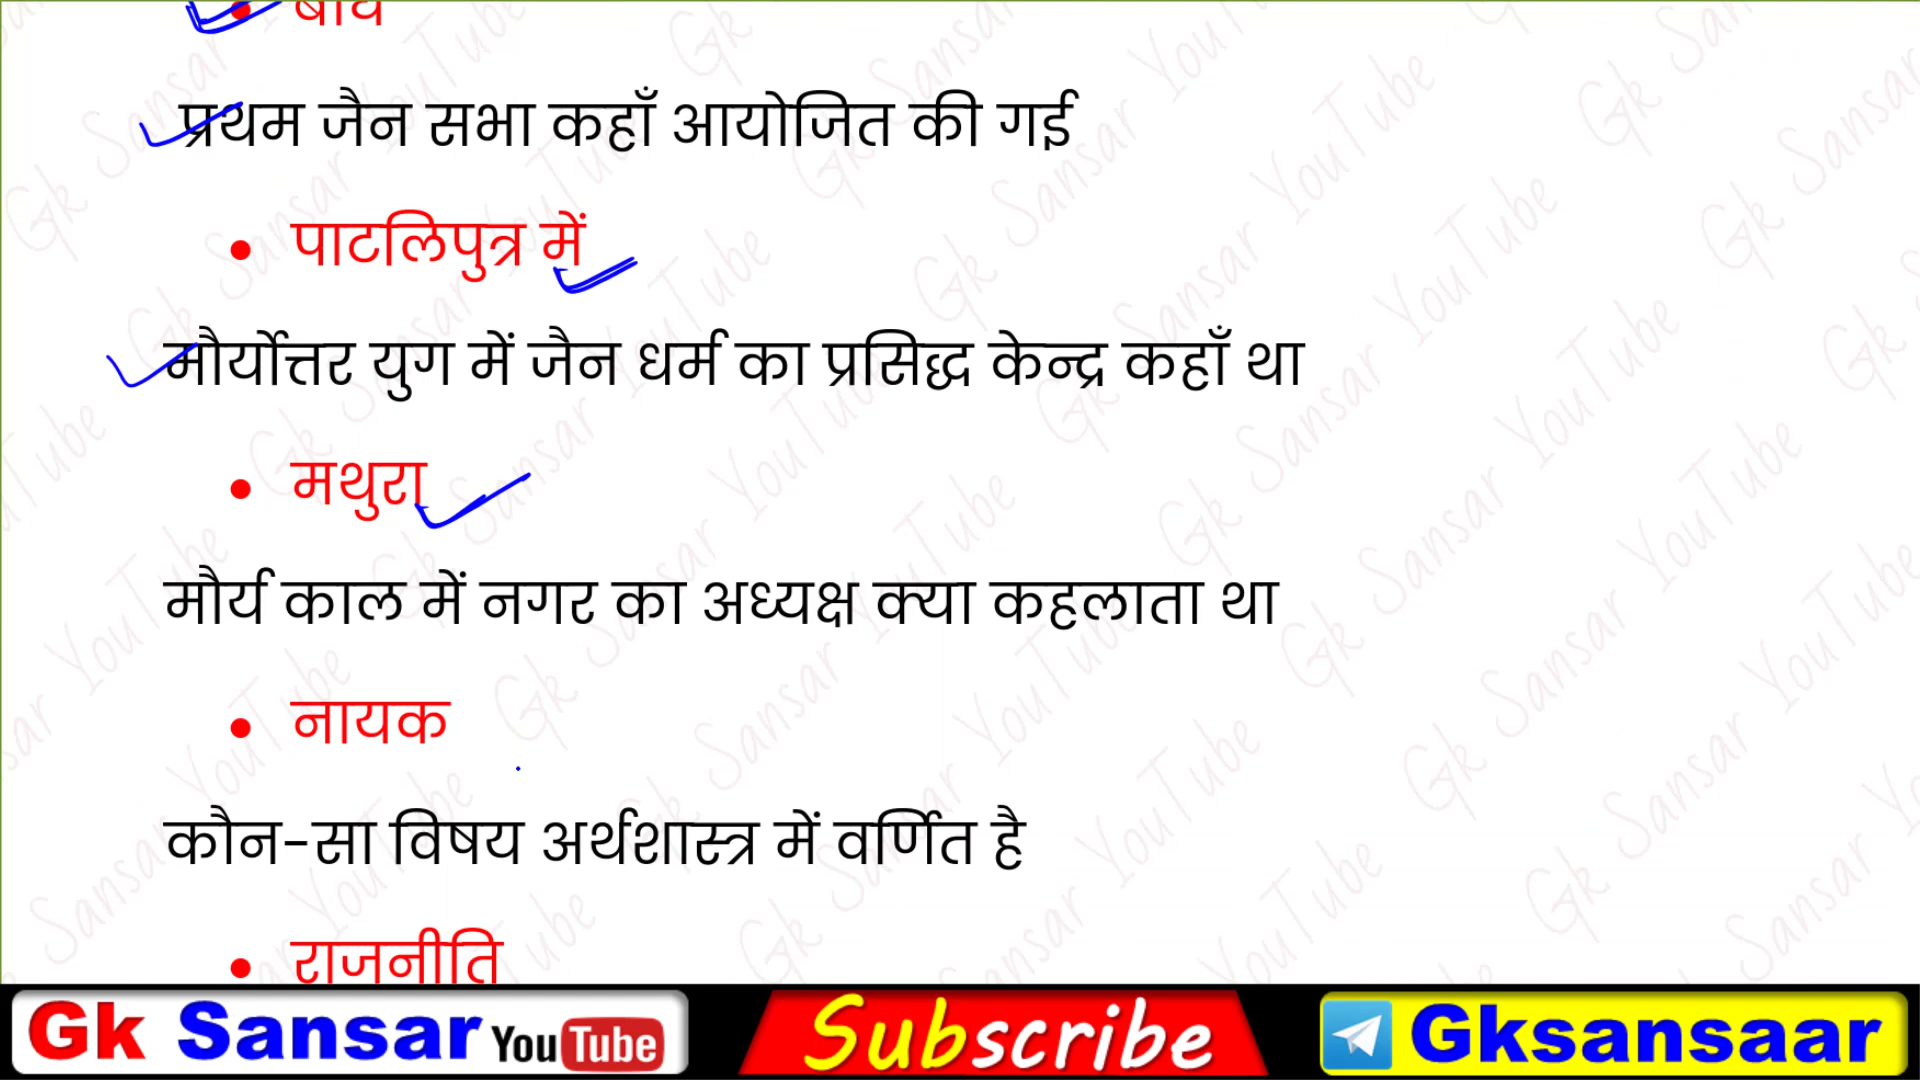 प्रथम जैन सभा कहाँ आयोजित की गई
• पाटलिपुत्र में
मौर्योत्तर युग में जैन धर्म का प्रसिद्ध केन्द्र कहाँ था
• मथुरा
मौर्य काल में नगर का अध्यक्ष क्या कहलाता था
• नायक
कौन-सा विषय अर्थशास्त्र में वर्णित है
• राजनीति
Gk Sansar YouTube Subscribe Gksansaar